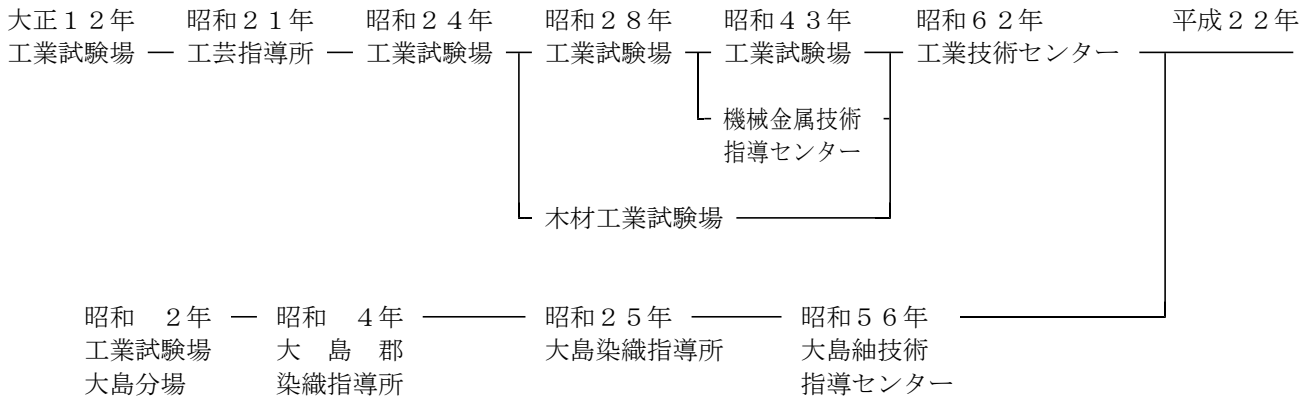 大正１２年 昭和２１年 昭和２４年 昭和２８年 昭和４３年 昭和６２年 平成２２年
工業試験場 工芸指導所 工業試験場 工業試験場 工業試験場 工業技術センター
機械金属技術
指導センター
木材工業試験場
昭和　２年 昭和　４年 昭和２５年 昭和５６年
工業試験場 大　島　郡 大島染織指導所 大島紬技術
大島分場 染織指導所 指導センター